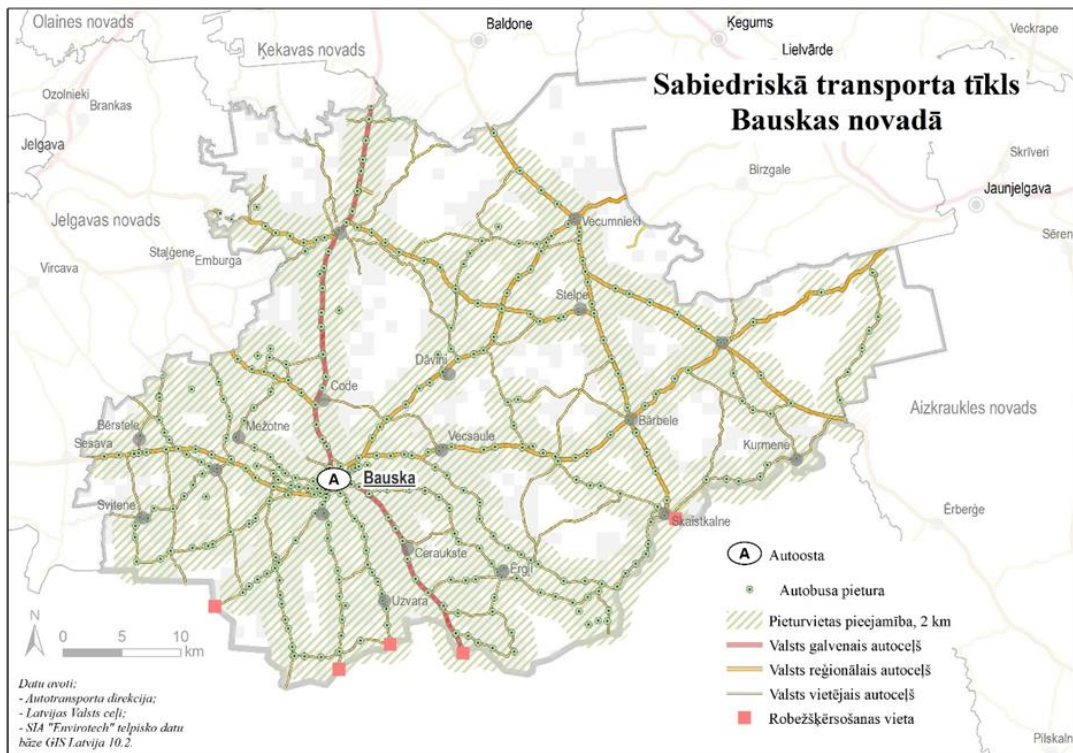 Olaines novads
Ķekavas novads
Baldone
Ķegums
Veckrape
Lielvārde
Sabiedriskā transporta tīkls
Bauskas novadā
Ozolnieki
Brankas
Jelgava
Skrīveri
Birzgale
Jaunjelgava
Jelgavas novads
Vecumnieki
Sēren
Staļģene
Emburga
Vircava
Stelpe
Dāviņi
Code
Aizkraukles novads
Bērstele
Mežotne
Bārbele
Sesava
Vecsaule
Kurmene
A
Bauska
Svitene
Skaistkalne
Ērberģe
Ceraukste
Ērgļi
Uzvara
N
0 5 10
km
A Autoosta
Autobusa pietura
Pieturvietas pieejamība, 2 km
Valsts galvenais autoceļš
Valsts reģionālais autoceļš
Valsts vietējais autoceļš
Robežšķērsošanas vieta
Datu avoti;
- Autotransporta direkcija;
- Latvijas Valsts ceļi;
- SIA "Envirotech" telpisko datu
bāze GIS Latvija 10.2.
Pilskaln